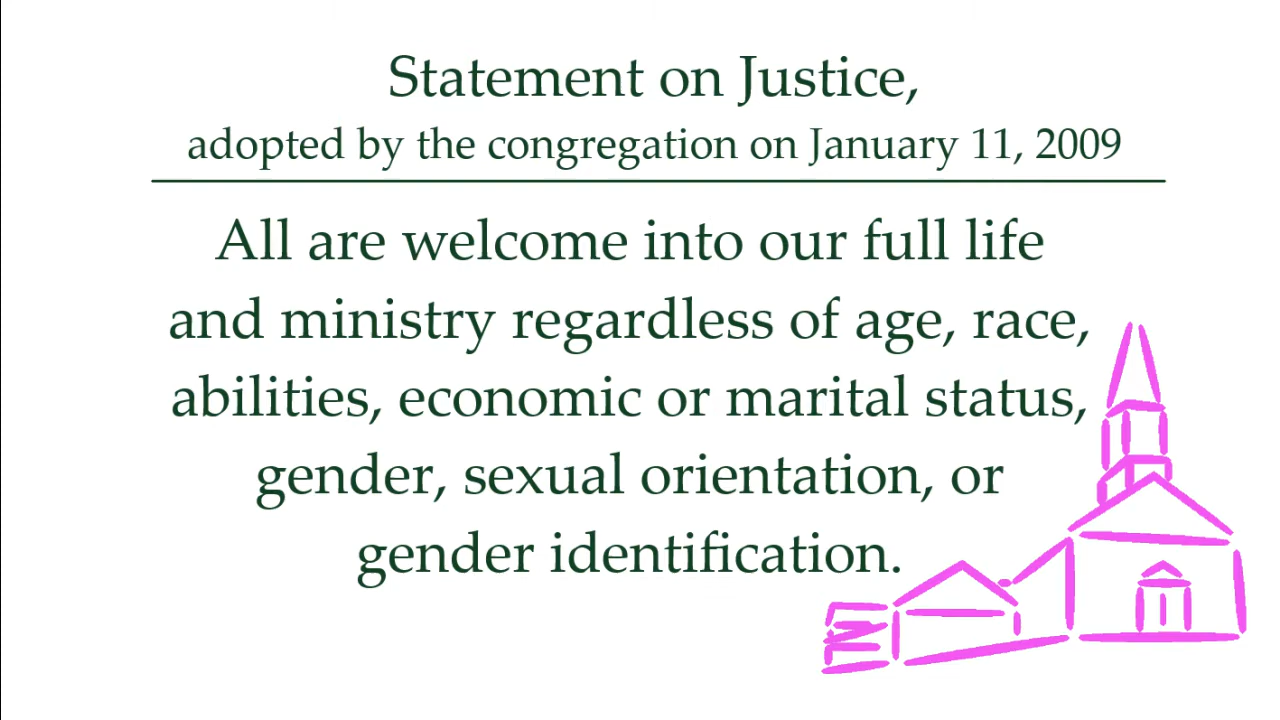 Statement on Justice,
adopted by the congregation on January 11, 2009
All are welcome into our full life
and ministry regardless of age, race,
abilities, economic or marital status,
gender, sexual orientation, or
gender identification.